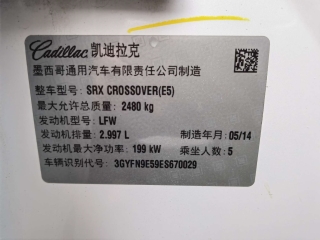 Cadillac 凯迪拉克
墨西哥通用汽车有限责任公司制造
整车型号: SRX CROSSOVER(E5)
最大允许总质量: 2480 kg
发动机型号: LFW
发动机排量: 2.997 L 制造年月: 05/14
发动机最大净功率: 199 kW 乘坐人数: 5
车辆识别代号: 3GYFN9E59ES670029